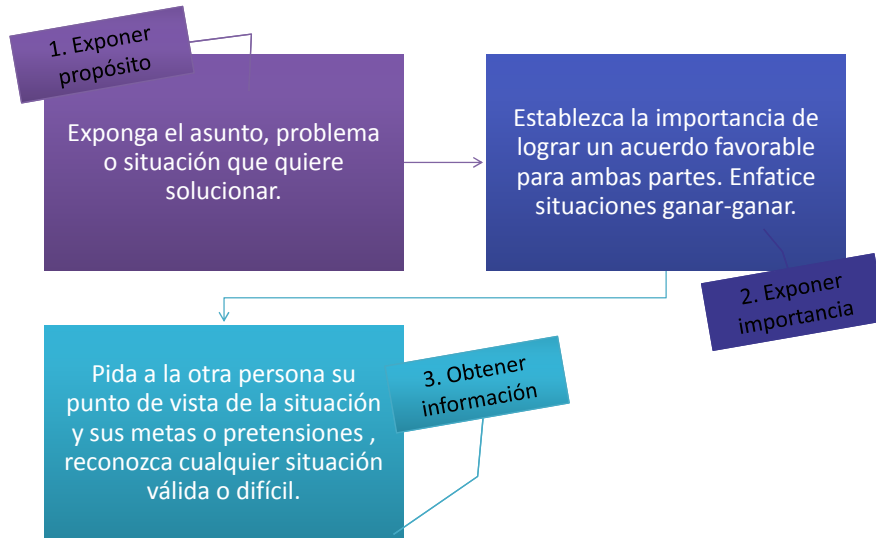 1. Exponer
propósito
Exponga el asunto, problema
o situación que quiere
solucionar.
Establezca la importancia de
lograr un acuerdo favorable
para ambas partes. Enfatice
situaciones ganar-ganar.
2. Exponer
importancia
Pida a la otra persona su
punto de vista de la situación
y sus metas o pretensiones ,
reconozca cualquier situación
válida o difícil.
3. Obtener
información